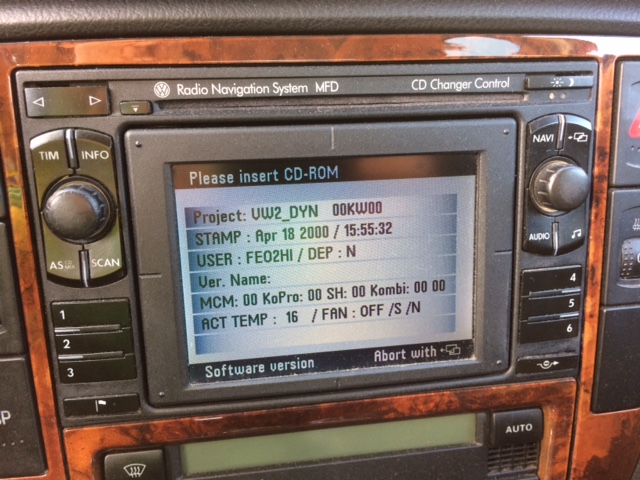 Radio Navigation System MFD CD Changer Control
TIM INFO
NAVI
Please insert CD-ROM
Project: VW2_DYN 00KW00
STAMP : Apr 18 2000 / 15:55:32
USER : FEO2HI / DEP : N
Ver. Name:
MCM: 00 KoPro: 00 SH: 00 Kombi: 00 00
ACT TEMP : 16 / FAN : OFF /S /N
Software version Abort with
AS SCAN
AUDIO
1
2
3
4
5
6
AUTO